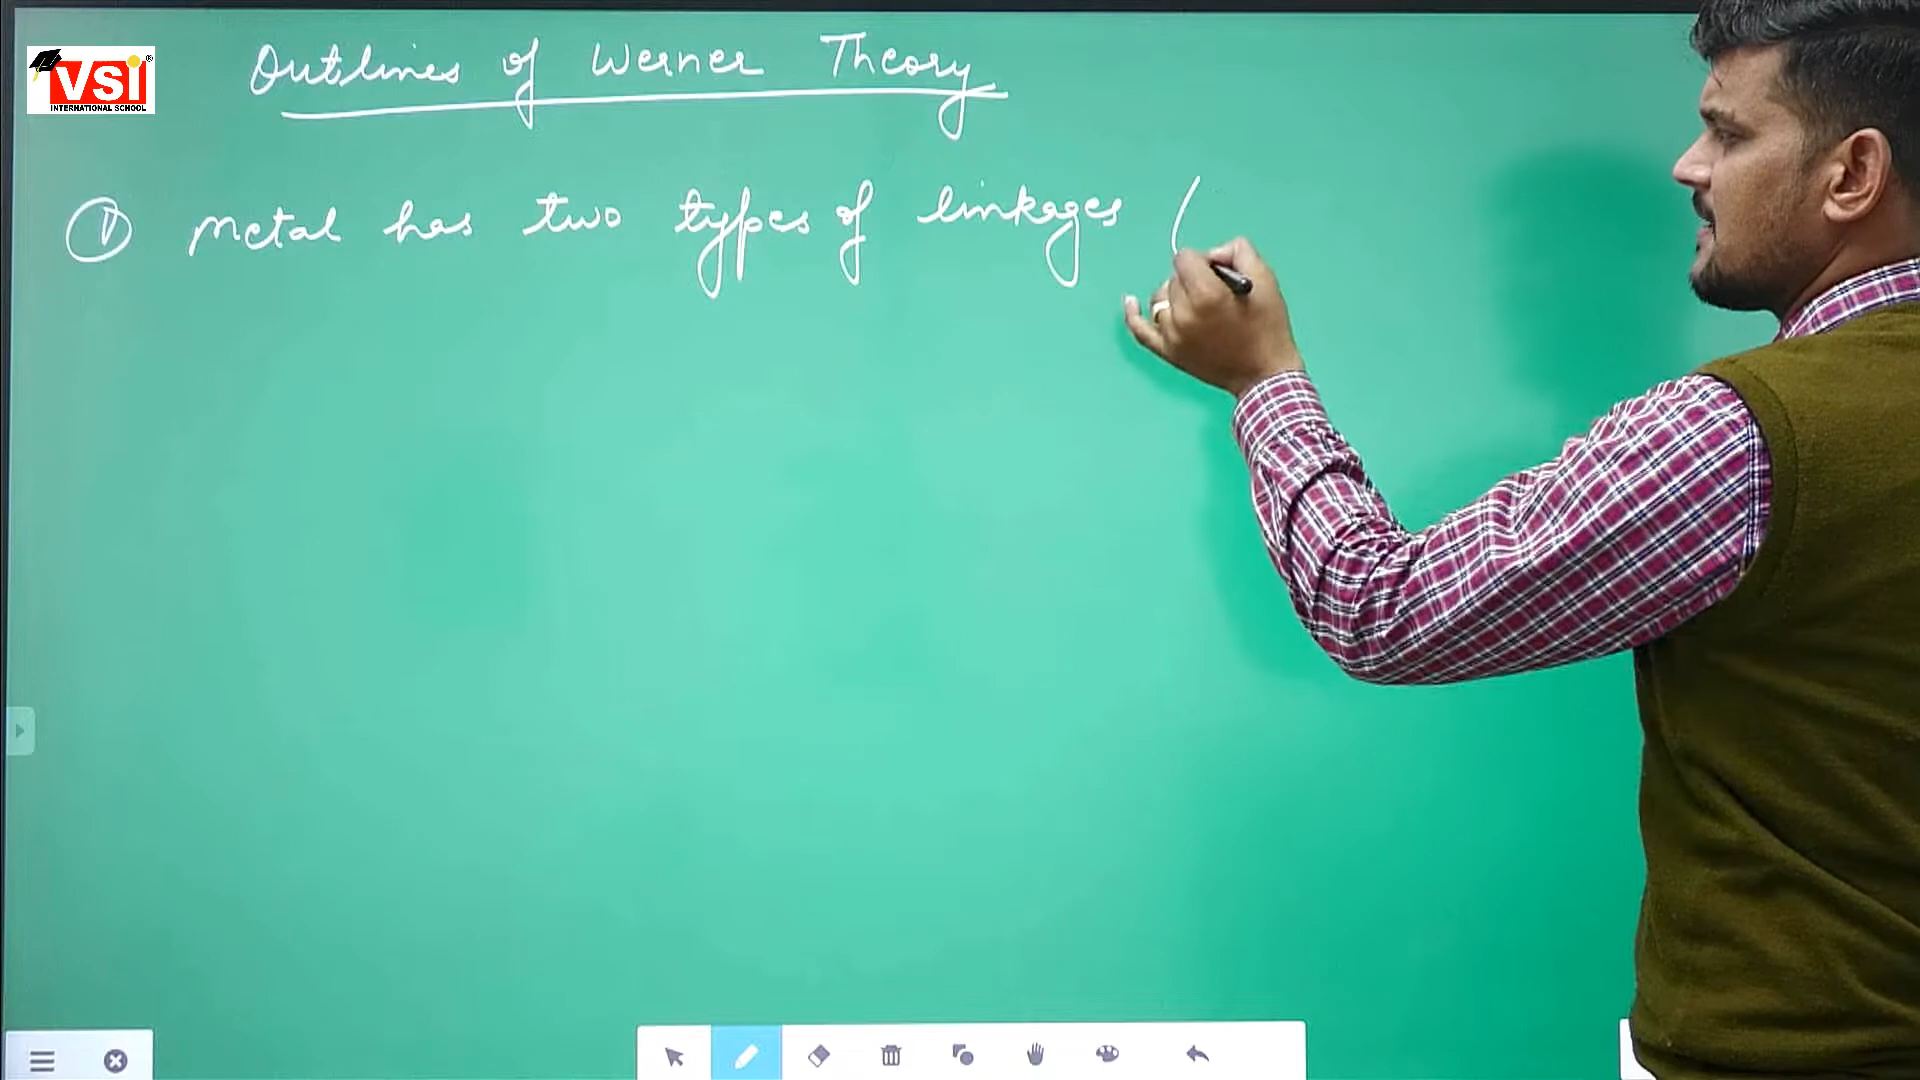 VSI
INTERNATIONAL SCHOOL
Outlines of Werner Theory
① Metal has two types of linkages (